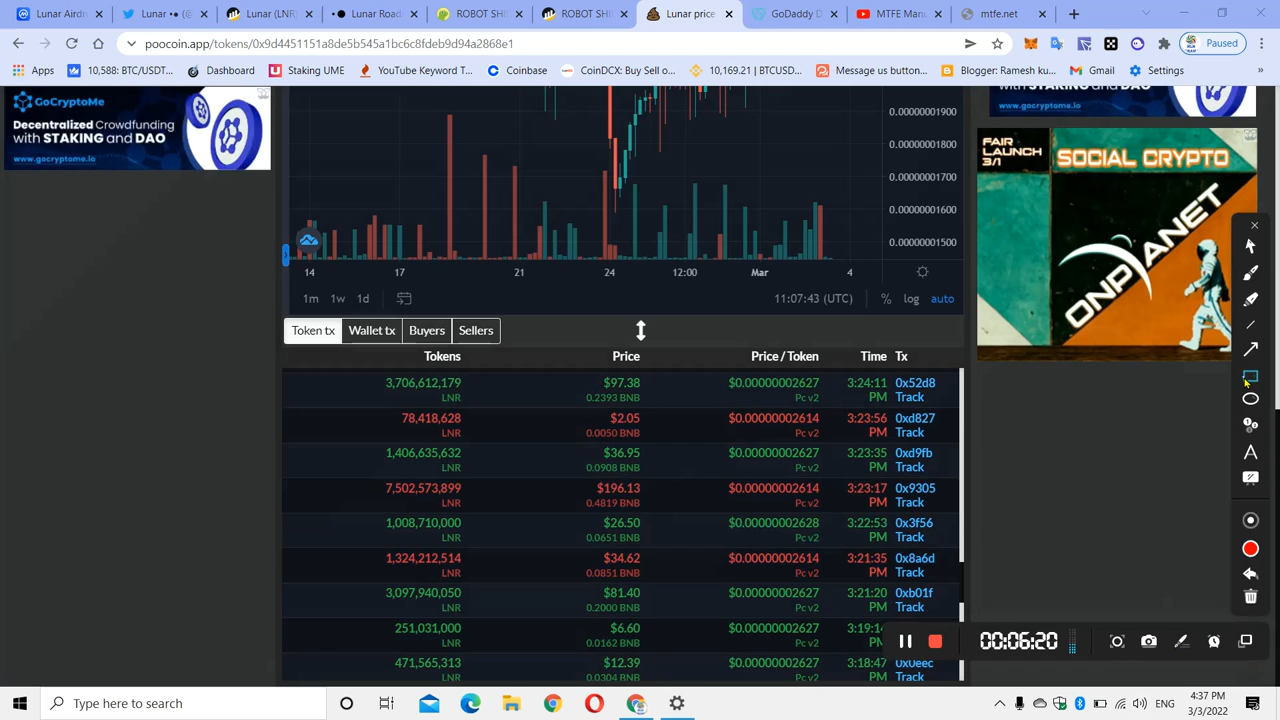 Lunar Airdr
Lunar • (@
Lunar (LNR)
Lunar Road
ROBOT SHI
ROBOT SHI
Lunar price
GoDaddy D
MTFE Manu
mtfe.net
poocoin.app/tokens/0x9d4451151a8de5b545a1bc6c8fdeb9d94a2868e1
Paused
Apps
10,588: BTC/USDT...
Dashboard
Staking UME
YouTube Keyword T...
Coinbase
CoinDCX: Buy Sel o...
10,169.21 | BTCUSD...
Message us button...
Blogger: Ramesh ku...
Gmail
Settings
GoCryptoMe
Decentralized Crowdfunding
with STAKING and DAO
www.gocryptome.io
with STAKING and DAO
www.gocryptome.io
FAIR
LAUNCH
3/1
SOCIAL CRYPTO
ONPLANET
0.00000001900
0.00000001800
0.00000001700
0.00000001600
0.00000001500
14 17 21 24 12:00 Mar 4
1m 1w 1d
11:07:43 (UTC) % log auto
Token tx Wallet tx Buyers Sellers
Tokens Price Price / Token Time Tx
3,706,612,179 $97.38 $0.00000002627 3:24:11 0x52d8
LNR 0.2393 BNB Pc v2 PM Track
78,418,628 $2.05 $0.00000002614 3:23:56 0xd827
LNR 0.0050 BNB Pc v2 PM Track
1,406,635,632 $36.95 $0.00000002627 3:23:35 0xd9fb
LNR 0.0908 BNB Pc v2 PM Track
7,502,573,899 $196.13 $0.00000002614 3:23:17 0x9305
LNR 0.4819 BNB Pc v2 PM Track
1,008,710,000 $26.50 $0.00000002628 3:22:53 0x3f56
LNR 0.0651 BNB Pc v2 PM Track
1,324,212,514 $34.62 $0.00000002614 3:21:35 0x8a6d
LNR 0.0851 BNB Pc v2 PM Track
3,097,940,050 $81.40 $0.00000002627 3:21:20 0xb01f
LNR 0.2000 BNB Pc v2 PM Track
251,031,000 $6.60 $0.00000002627 3:19:14
LNR 0.0162 BNB Pc v2
471,565,313 $12.39 $0.00000002627 3:18:47 0x0eec
LNR 0.0304 BNB Pc v2 PM Track
00:06:20
Type here to search
ENG
4:37 PM
3/3/2022